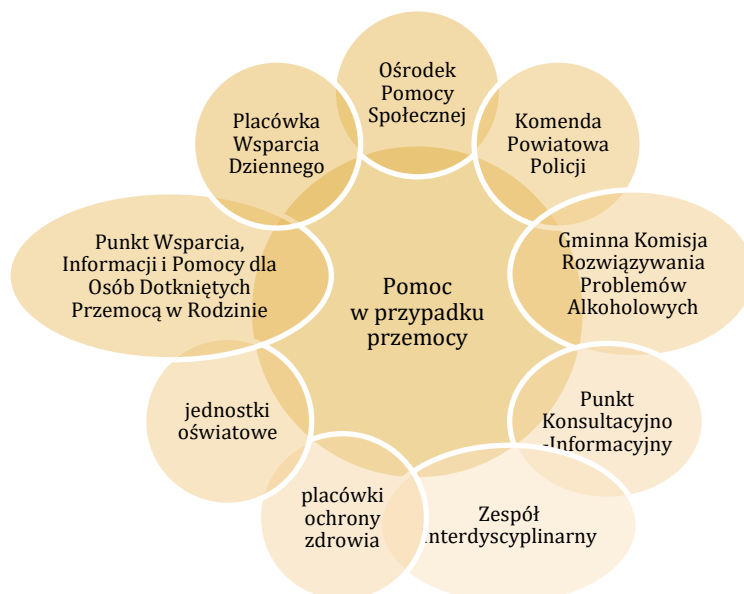 Ośrodek
Pomocy
Społecznej
Komenda
Powiatowa
Policji
Gminna Komisja
Rozwiązywania
Problemów
Alkoholowych
Punkt
Konsultacyjno
-Informacyjny
Zespół
Interdyscyplinarny
placówki
ochrony
zdrowia
jednostki
oświatowe
Punkt Wsparcia,
Informacji i Pomocy dla
Osób Dotkniętych
Przemocą w Rodzinie
Placówka
Wsparcia
Dziennego
Pomoc
w przypadku
przemocy